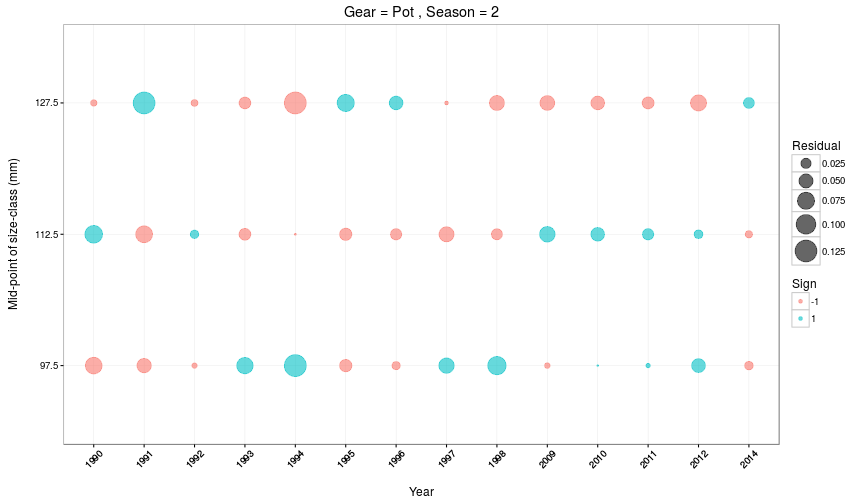 Gear = Pot , Season = 2
Mid-point of size-class (mm)
127.5
112.5
97.5
1990 1991 1992 1993 1994 1995 1996 1997 1998 2009 2010 2011 2012 2014
Year
Residual
0.025
0.050
0.075
0.100
0.125
Sign
-1
1